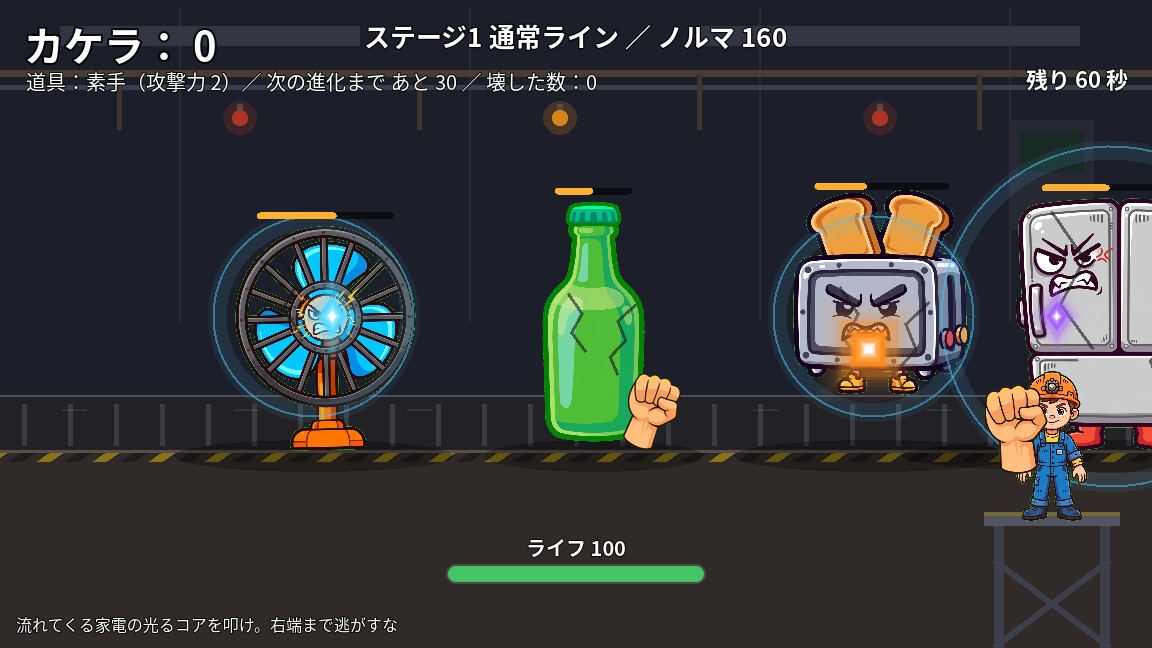 カケラ： 0
ステージ1 通常ライン ／ ノルマ 160
道具：素手（攻撃力 2）／ 次の進化まで あと 30 ／ 壊した数：0
残り 60 秒
ライフ 100
流れてくる家電の光るコアを叩け。右端まで逃がすな